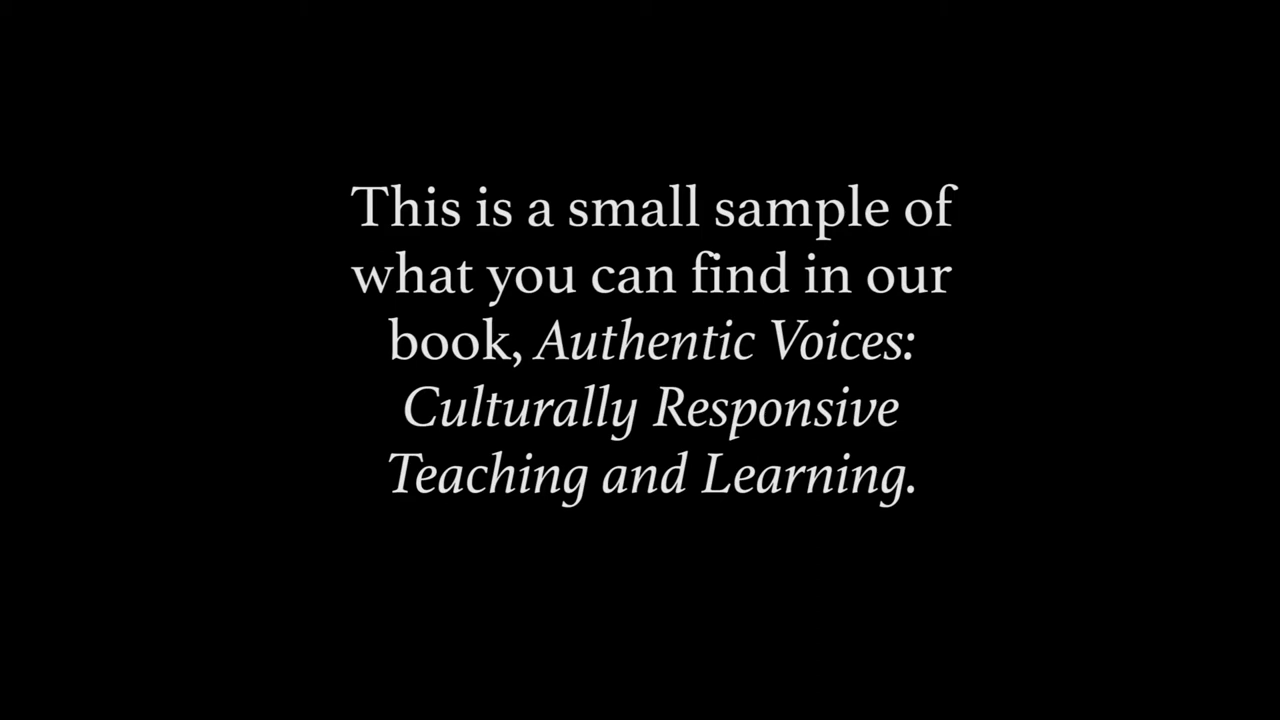 This is a small sample of
what you can find in our
book, Authentic Voices:
Culturally Responsive
Teaching and Learning.